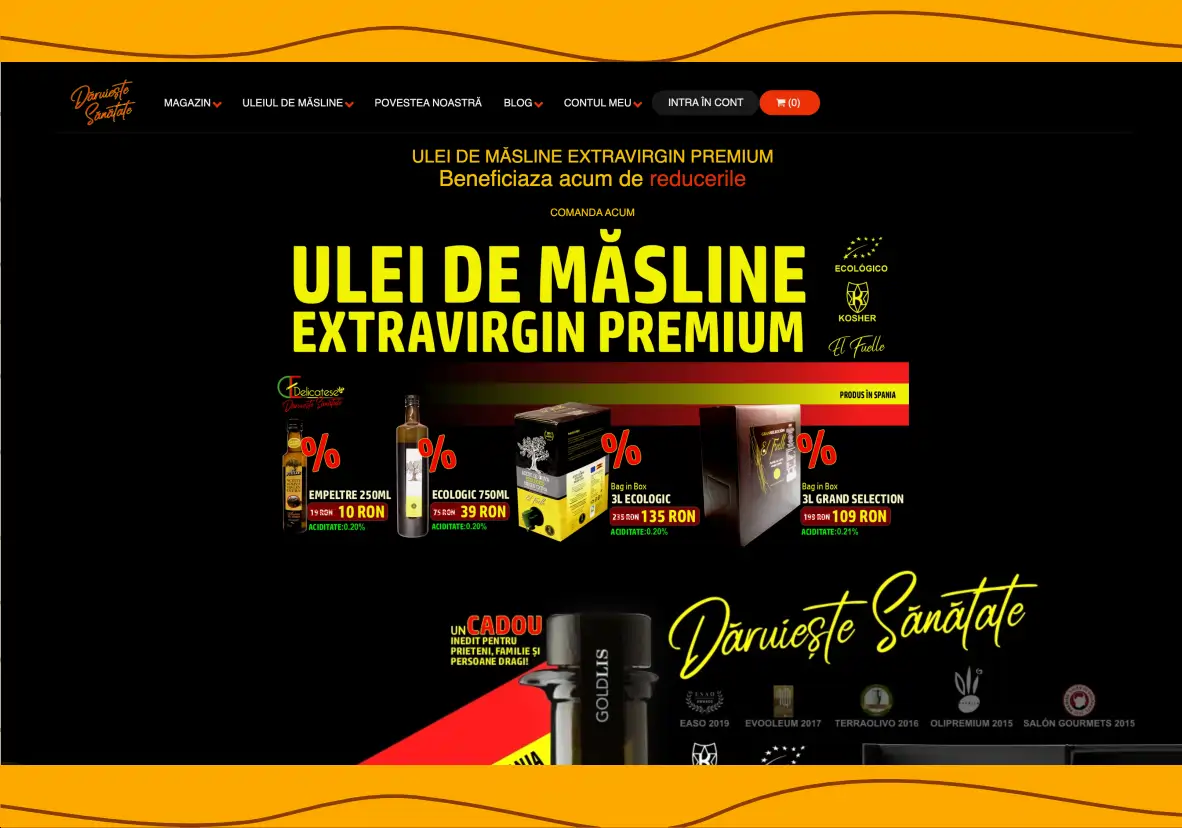 Dăruiește
Sănătate
MAGAZIN
ULEIUL DE MĂSLINE
POVESTEA NOASTRĂ
BLOG
CONTUL MEU
INTRA ÎN CONT
(0)
ULEI DE MĂSLINE EXTRAVIRGIN PREMIUM
Beneficiaza acum de reducerile
COMANDA ACUM
ULEI DE MĂSLINE
EXTRAVIRGIN PREMIUM
ECOLÓGICO
KOSHER
El Fuelle
PRODUS ÎN SPANIA
Delicatese
Dăruiește Sănătate
%
EMPELTRE 250ML
19 RON 10 RON
ACIDITATE:0.20%
%
ECOLOGIC 750ML
75 RON 39 RON
ACIDITATE:0.20%
%
Bag in Box
3L ECOLOGIC
235 RON 135 RON
ACIDITATE:0.20%
El Fuelle
%
Bag in Box
3L GRAND SELECTION
199 RON 109 RON
ACIDITATE:0.21%
El Fuelle
UN CADOU
INEDIT PENTRU
PRIETENI, FAMILIE ȘI
PERSOANE DRAGI!
GOLDLIS
Dăruiește Sănătate
EASO 2019
EVOOLEUM 2017
TERRAOLIVO 2016
OLIPREMIUM 2015
SALÓN GOURMETS 2015